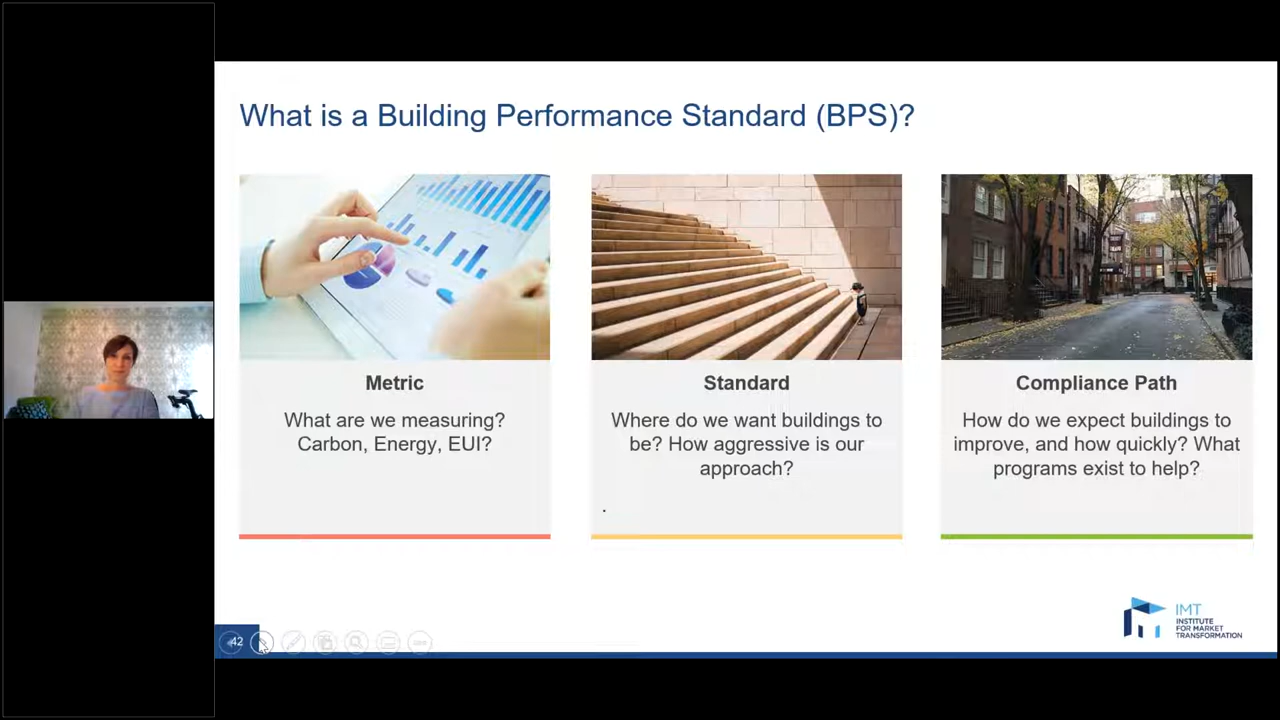 What is a Building Performance Standard (BPS)?
Metric
What are we measuring?
Carbon, Energy, EUI?
Standard
Where do we want buildings to
be? How aggressive is our
approach?
.
Compliance Path
How do we expect buildings to
improve, and how quickly? What
programs exist to help?
42
IMT
INSTITUTE
FOR MARKET
TRANSFORMATION